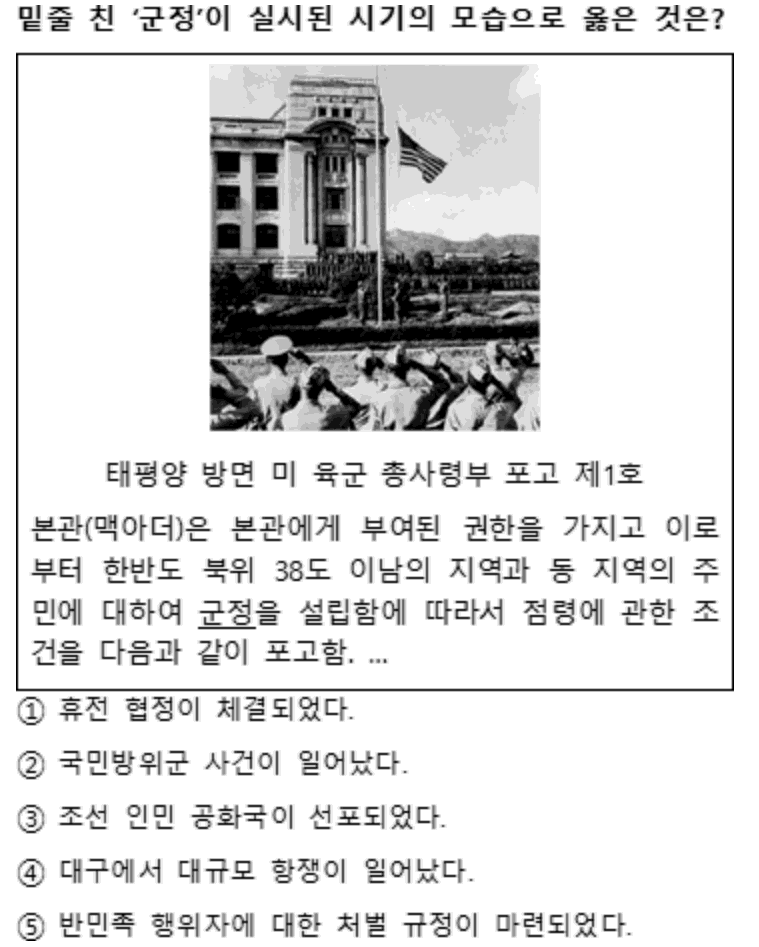 밑줄 친 ‘군정’이 실시된 시기의 모습으로 옳은 것은?
태평양 방면 미 육군 총사령부 포고 제1호
본관(맥아더)은 본관에게 부여된 권한을 가지고 이로
부터 한반도 북위 38도 이남의 지역과 동 지역의 주
민에 대하여 군정을 설립함에 따라서 점령에 관한 조
건을 다음과 같이 포고함. ...
① 휴전 협정이 체결되었다.
② 국민방위군 사건이 일어났다.
③ 조선 인민 공화국이 선포되었다.
④ 대구에서 대규모 항쟁이 일어났다.
⑤ 반민족 행위자에 대한 처벌 규정이 마련되었다.